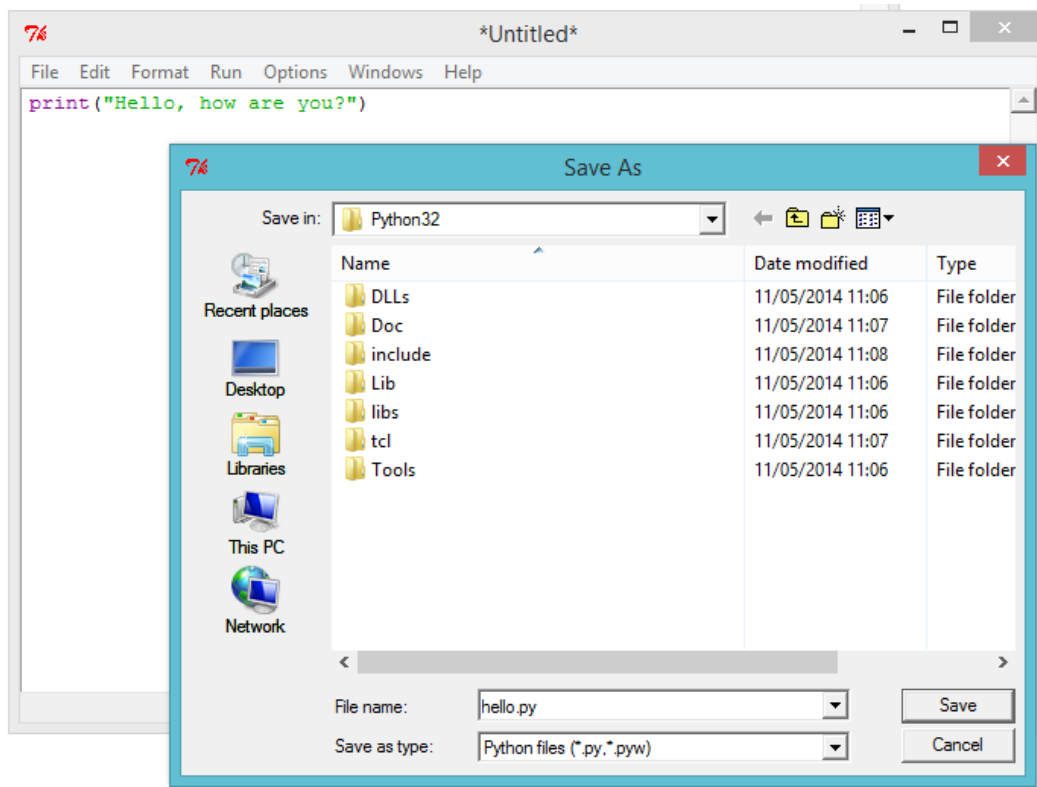 *Untitled*
File Edit Format Run Options Windows Help
print("Hello, how are you?")
Save As
Save in: Python32
Name Date modified Type
DLLs 11/05/2014 11:06 File folder
Doc 11/05/2014 11:07 File folder
include 11/05/2014 11:08 File folder
Lib 11/05/2014 11:06 File folder
libs 11/05/2014 11:06 File folder
tcl 11/05/2014 11:07 File folder
Tools 11/05/2014 11:06 File folder
Recent places
Desktop
Libraries
This PC
Network
File name: hello.py Save
Save as type: Python files (*.py,*.pyw) Cancel